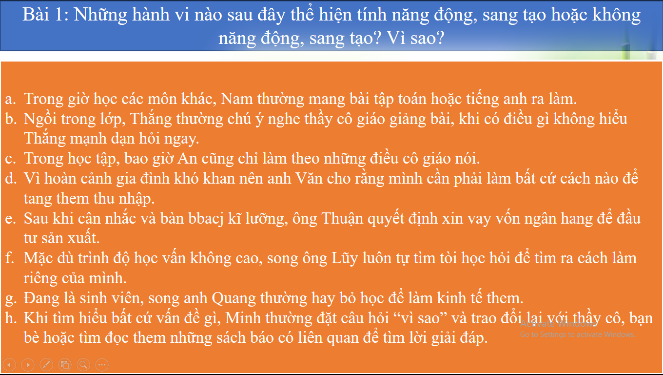 Bài 1: Những hành vi nào sau đây thể hiện tính năng động, sang tạo hoặc không
năng động, sang tạo? Vì sao?
a. Trong giờ học các môn khác, Nam thường mang bài tập toán hoặc tiếng anh ra làm.
b. Ngồi trong lớp, Thắng thường chú ý nghe thầy cô giáo giảng bài, khi có điều gì không hiểu
Thắng mạnh dạn hỏi ngay.
c. Trong học tập, bao giờ An cũng chỉ làm theo những điều cô giáo nói.
d. Vì hoàn cảnh gia đình khó khan nên anh Văn cho rằng mình cần phải làm bất cứ cách nào để
tang them thu nhập.
e. Sau khi cân nhắc và bàn bbacj kĩ lưỡng, ông Thuận quyết định xin vay vốn ngân hang để đầu
tư sản xuất.
f. Mặc dù trình độ học vấn không cao, song ông Lũy luôn tự tìm tòi học hỏi để tìm ra cách làm
riêng của mình.
g. Đang là sinh viên, song anh Quang thường hay bỏ học để làm kinh tế them.
h. Khi tìm hiểu bất cứ vấn đề gì, Minh thường đặt câu hỏi “vì sao” và trao đổi lại với thầy cô, bạn
bè hoặc tìm đọc them những sách báo có liên quan để tìm lời giải đáp.